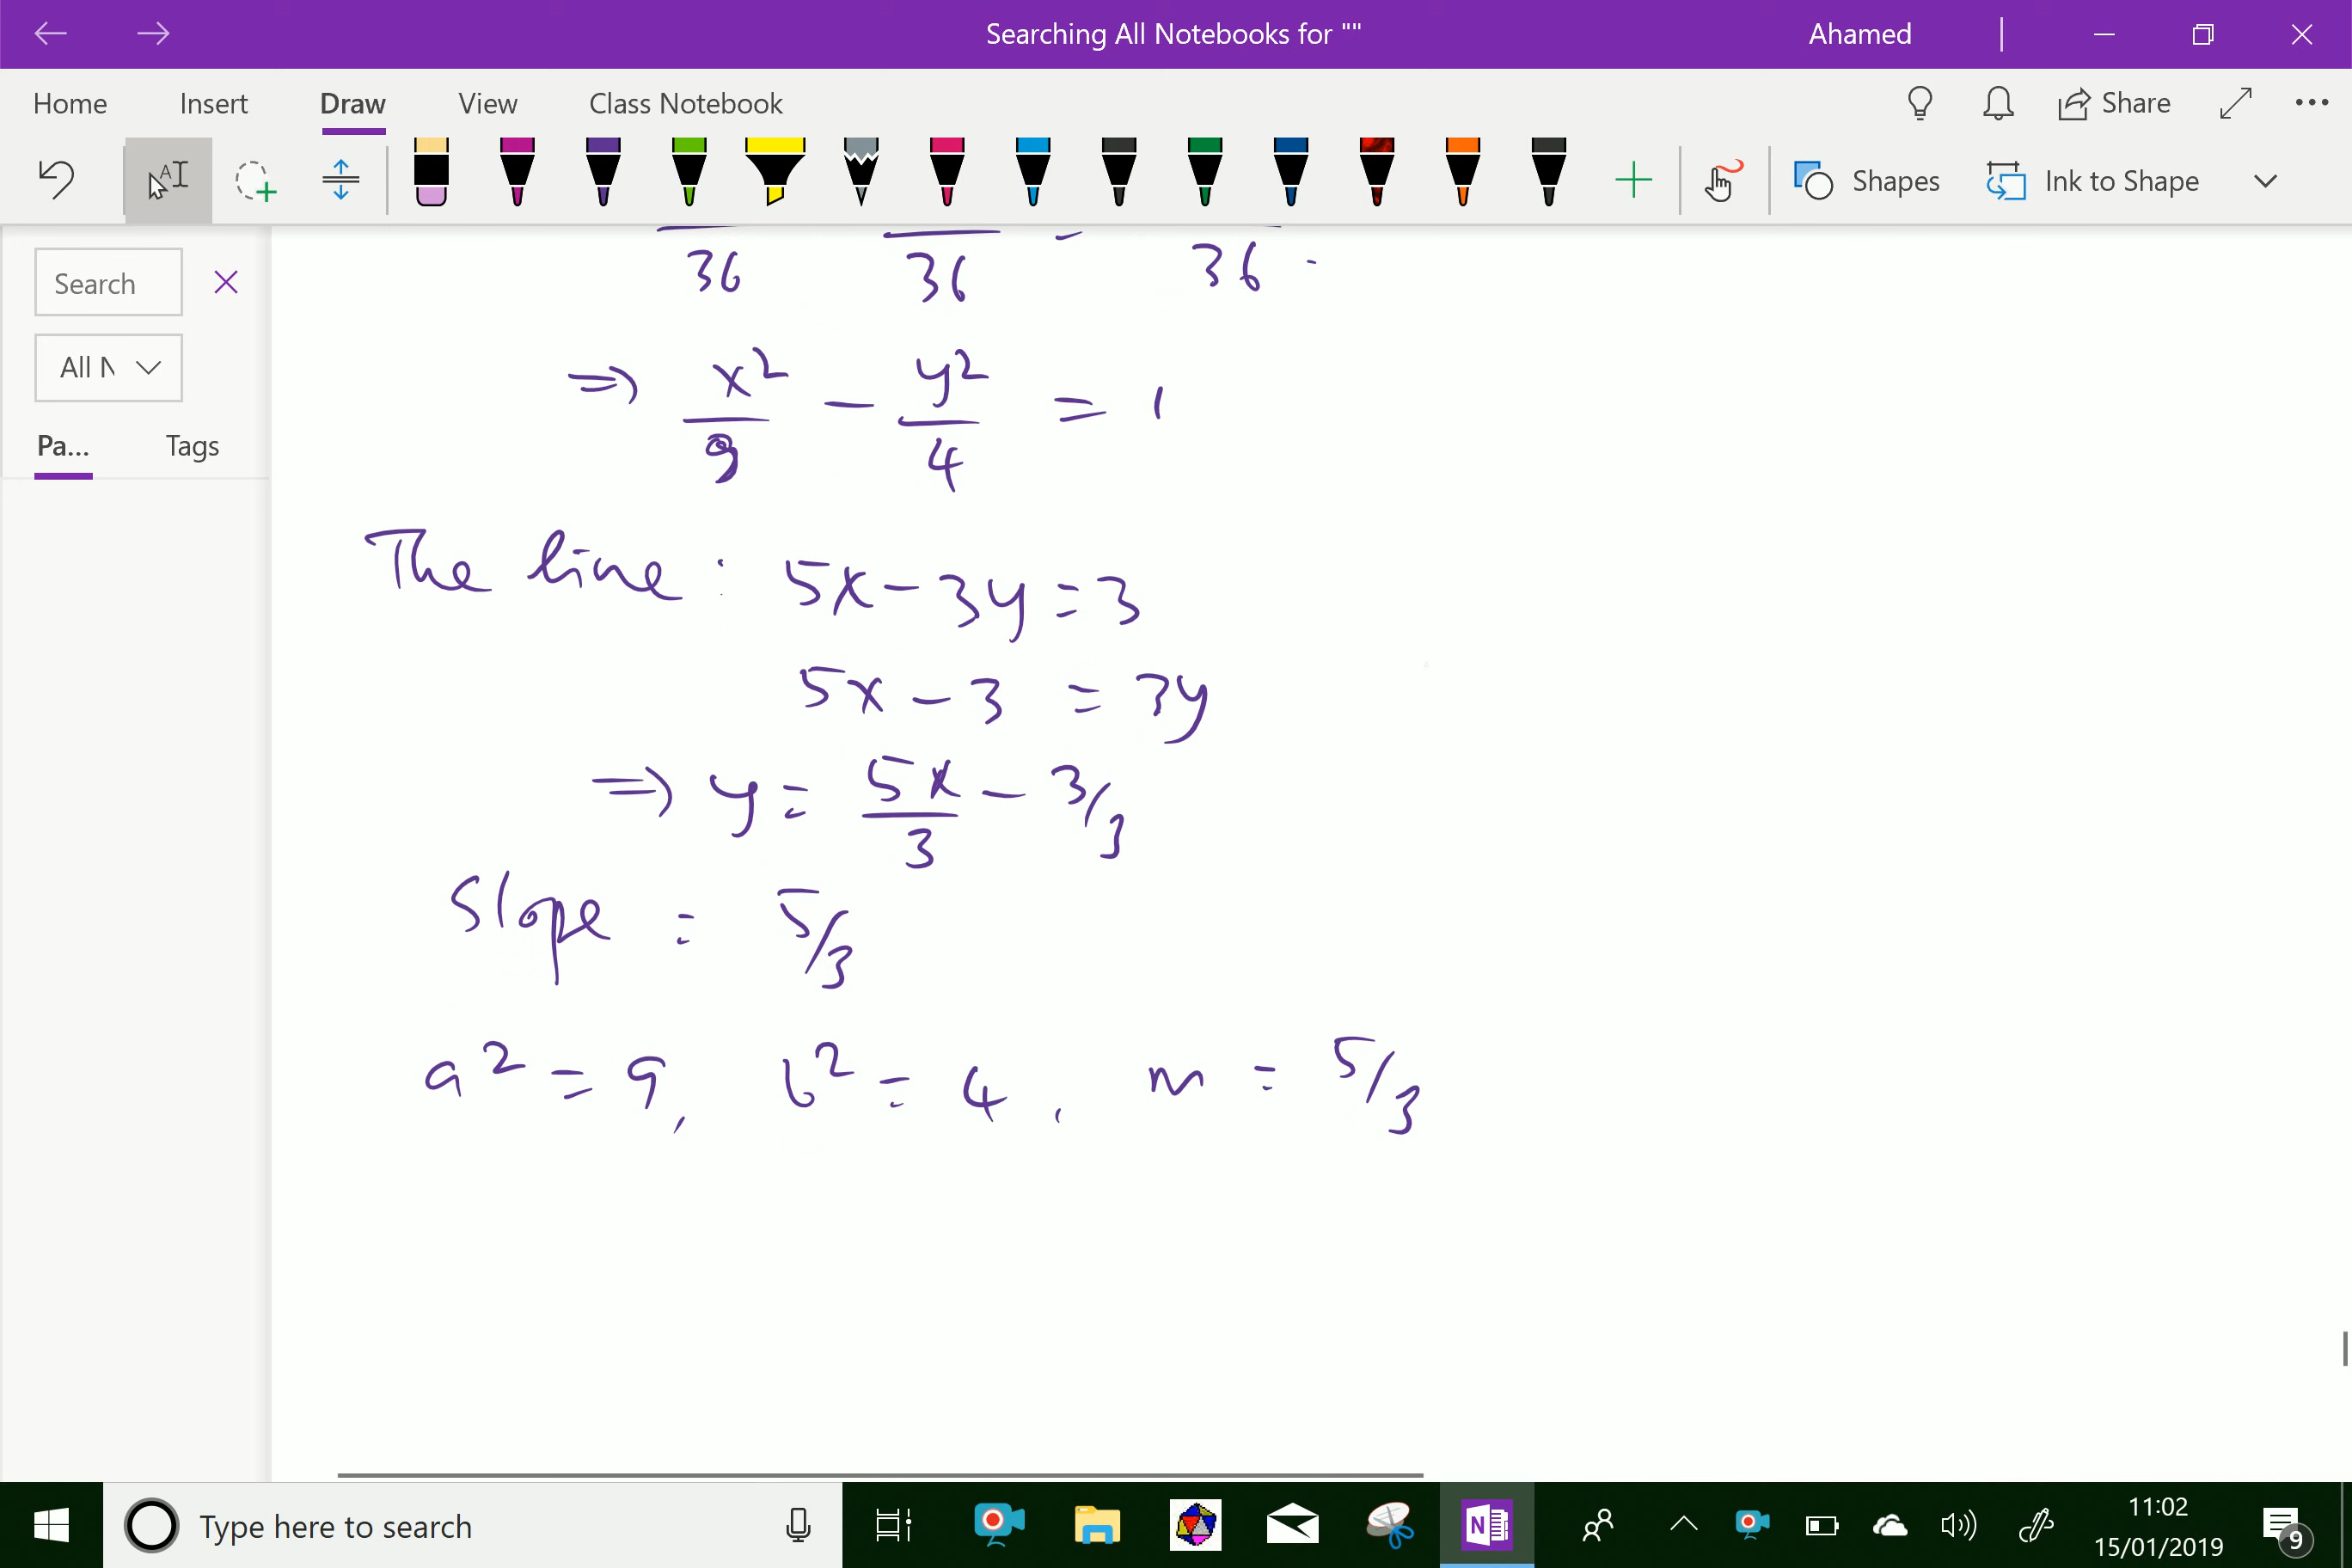 Searching All Notebooks for ""
Ahamed
Home Insert Draw View Class Notebook
Share
Shapes
Ink to Shape
Search
All N
Pa... Tags
36 36 = 36
⇒ x²/9 - y²/4 = 1
The line : 5x - 3y = 3
5x - 3 = 3y
⇒ y = 5x/3 - 3/3
Slope = 5/3
a² = 9, b² = 4, m = 5/3
Type here to search
N
11:02
15/01/2019
9